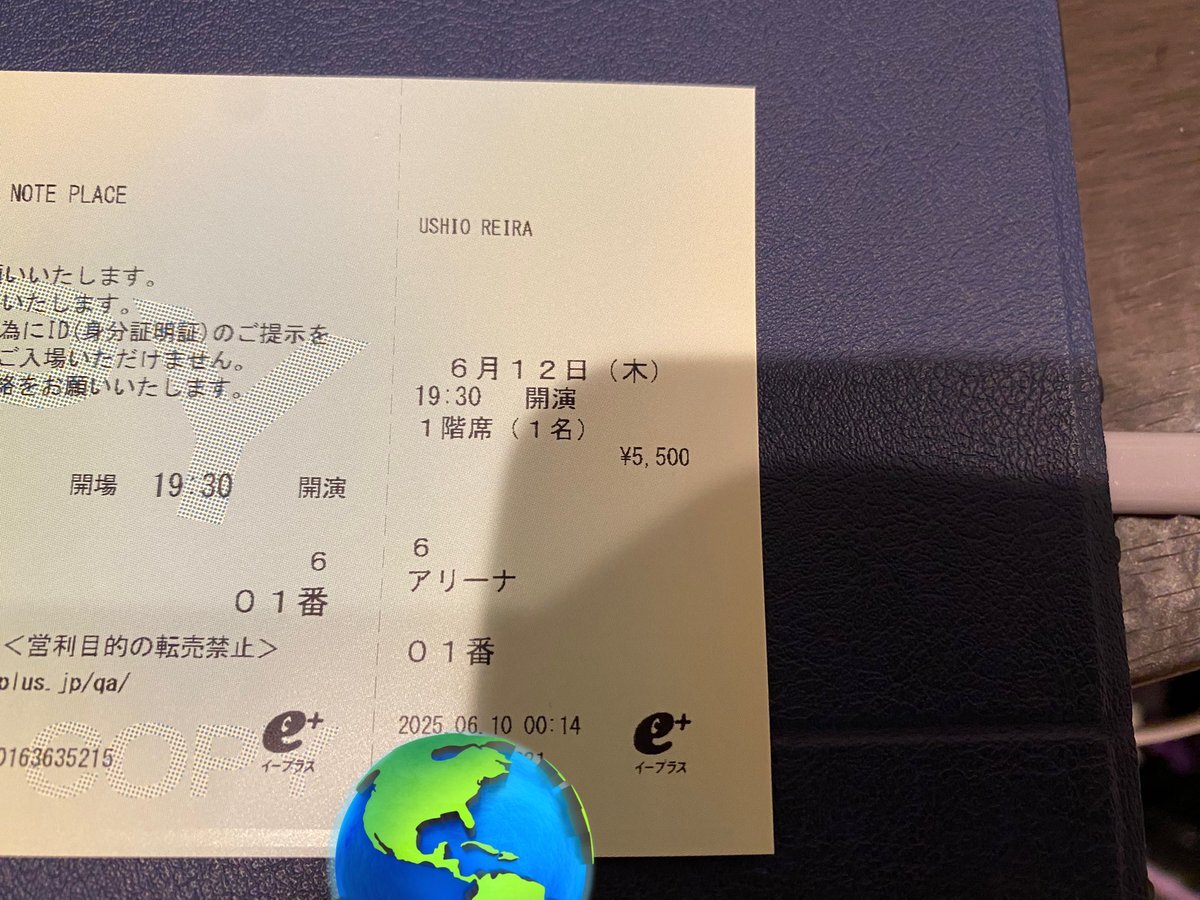 NOTE PLACE
いいたします。
いたします。
為にID(身分証明証)のご提示を
ご入場いただけません。
絡をお願いいたします。
開場 19:30 開演
6
０１番
＜営利目的の転売禁止＞
plus.jp/qa/
0163635215
e+
イープラス
COPY
USHIO REIRA
６月１２日（木）
19:30 開演
１階席（１名）
¥5,500
6
アリーナ
０１番
2025.06.10 00:14
e+
イープラス